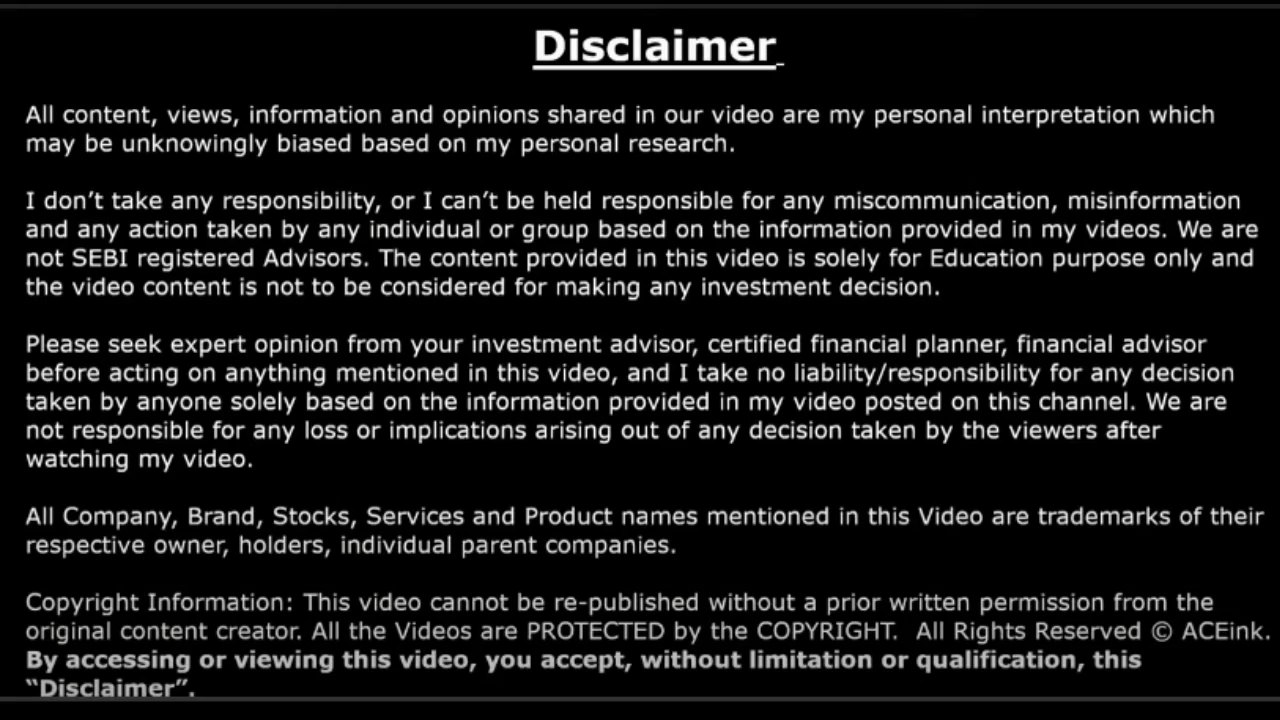 Disclaimer
All content, views, information and opinions shared in our video are my personal interpretation which
may be unknowingly biased based on my personal research.
I don’t take any responsibility, or I can’t be held responsible for any miscommunication, misinformation
and any action taken by any individual or group based on the information provided in my videos. We are
not SEBI registered Advisors. The content provided in this video is solely for Education purpose only and
the video content is not to be considered for making any investment decision.
Please seek expert opinion from your investment advisor, certified financial planner, financial advisor
before acting on anything mentioned in this video, and I take no liability/responsibility for any decision
taken by anyone solely based on the information provided in my video posted on this channel. We are
not responsible for any loss or implications arising out of any decision taken by the viewers after
watching my video.
All Company, Brand, Stocks, Services and Product names mentioned in this Video are trademarks of their
respective owner, holders, individual parent companies.
Copyright Information: This video cannot be re-published without a prior written permission from the
original content creator. All the Videos are PROTECTED by the COPYRIGHT.  All Rights Reserved © ACEink.
By accessing or viewing this video, you accept, without limitation or qualification, this
“Disclaimer”.